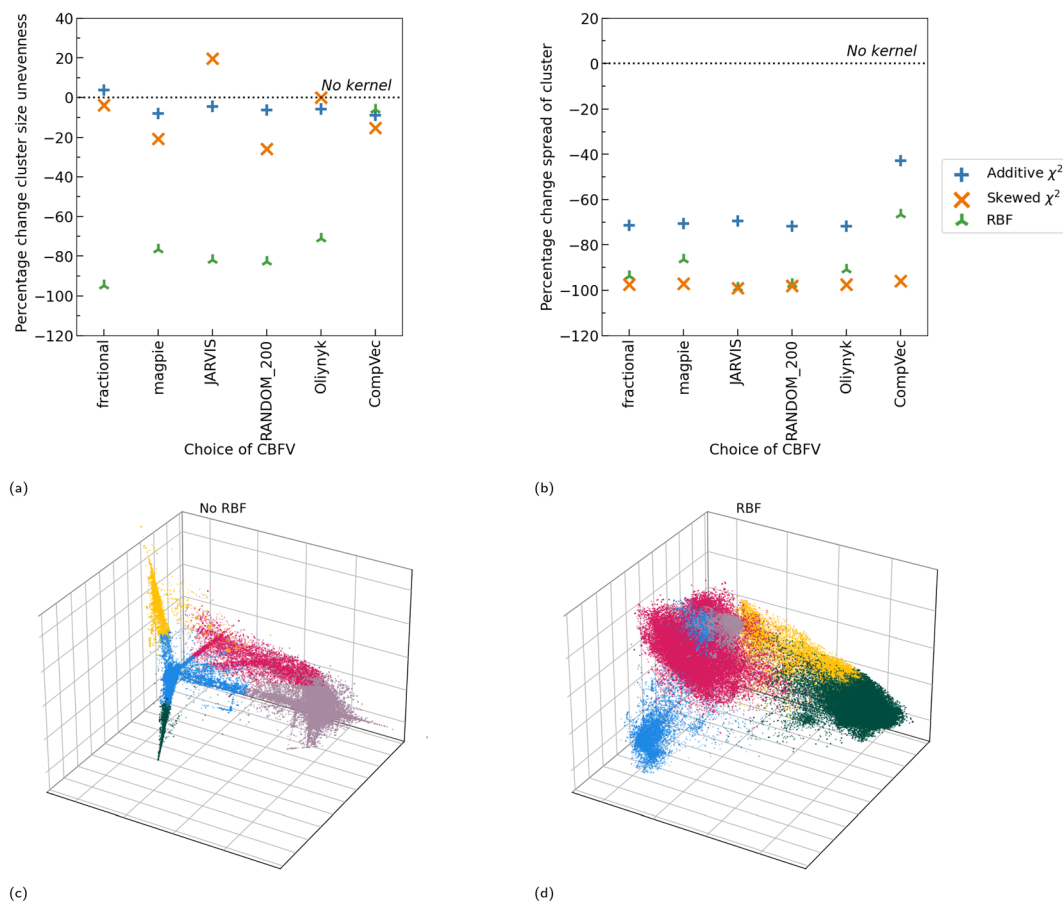 Percentage change cluster size unevenness
40
20
0
−20
−40
−60
−80
−100
−120
No kernel
fractional
magpie
JARVIS
RANDOM_200
Oliynyk
CompVec
Choice of CBFV
(a)
Percentage change spread of cluster
20
0
−20
−40
−60
−80
−100
−120
No kernel
fractional
magpie
JARVIS
RANDOM_200
Oliynyk
CompVec
Choice of CBFV
(b)
Additive χ²
Skewed χ²
RBF
No RBF
(c)
RBF
(d)